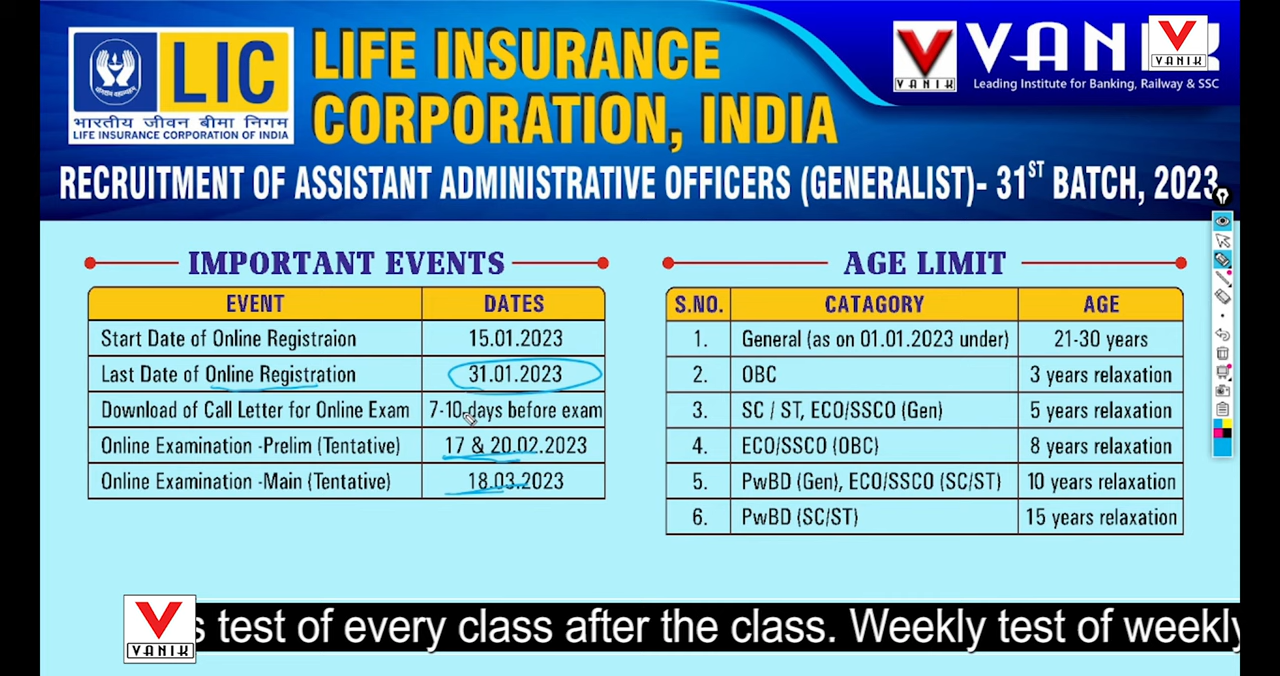 LIC
भारतीय जीवन बीमा निगम
LIFE INSURANCE CORPORATION OF INDIA
LIFE INSURANCE
CORPORATION, INDIA
VANIK
VANIK
VANIK
Leading Institute for Banking, Railway & SSC
RECRUITMENT OF ASSISTANT ADMINISTRATIVE OFFICERS (GENERALIST)- 31ST BATCH, 2023
IMPORTANT EVENTS
EVENT DATES
Start Date of Online Registraion 15.01.2023
Last Date of Online Registration 31.01.2023
Download of Call Letter for Online Exam 7-10 days before exam
Online Examination -Prelim (Tentative) 17 & 20.02.2023
Online Examination -Main (Tentative) 18.03.2023
AGE LIMIT
S.NO. CATAGORY AGE
1. General (as on 01.01.2023 under) 21-30 years
2. OBC 3 years relaxation
3. SC / ST, ECO/SSCO (Gen) 5 years relaxation
4. ECO/SSCO (OBC) 8 years relaxation
5. PwBD (Gen), ECO/SSCO (SC/ST) 10 years relaxation
6. PwBD (SC/ST) 15 years relaxation
VANIK
s test of every class after the class. Weekly test of weekly